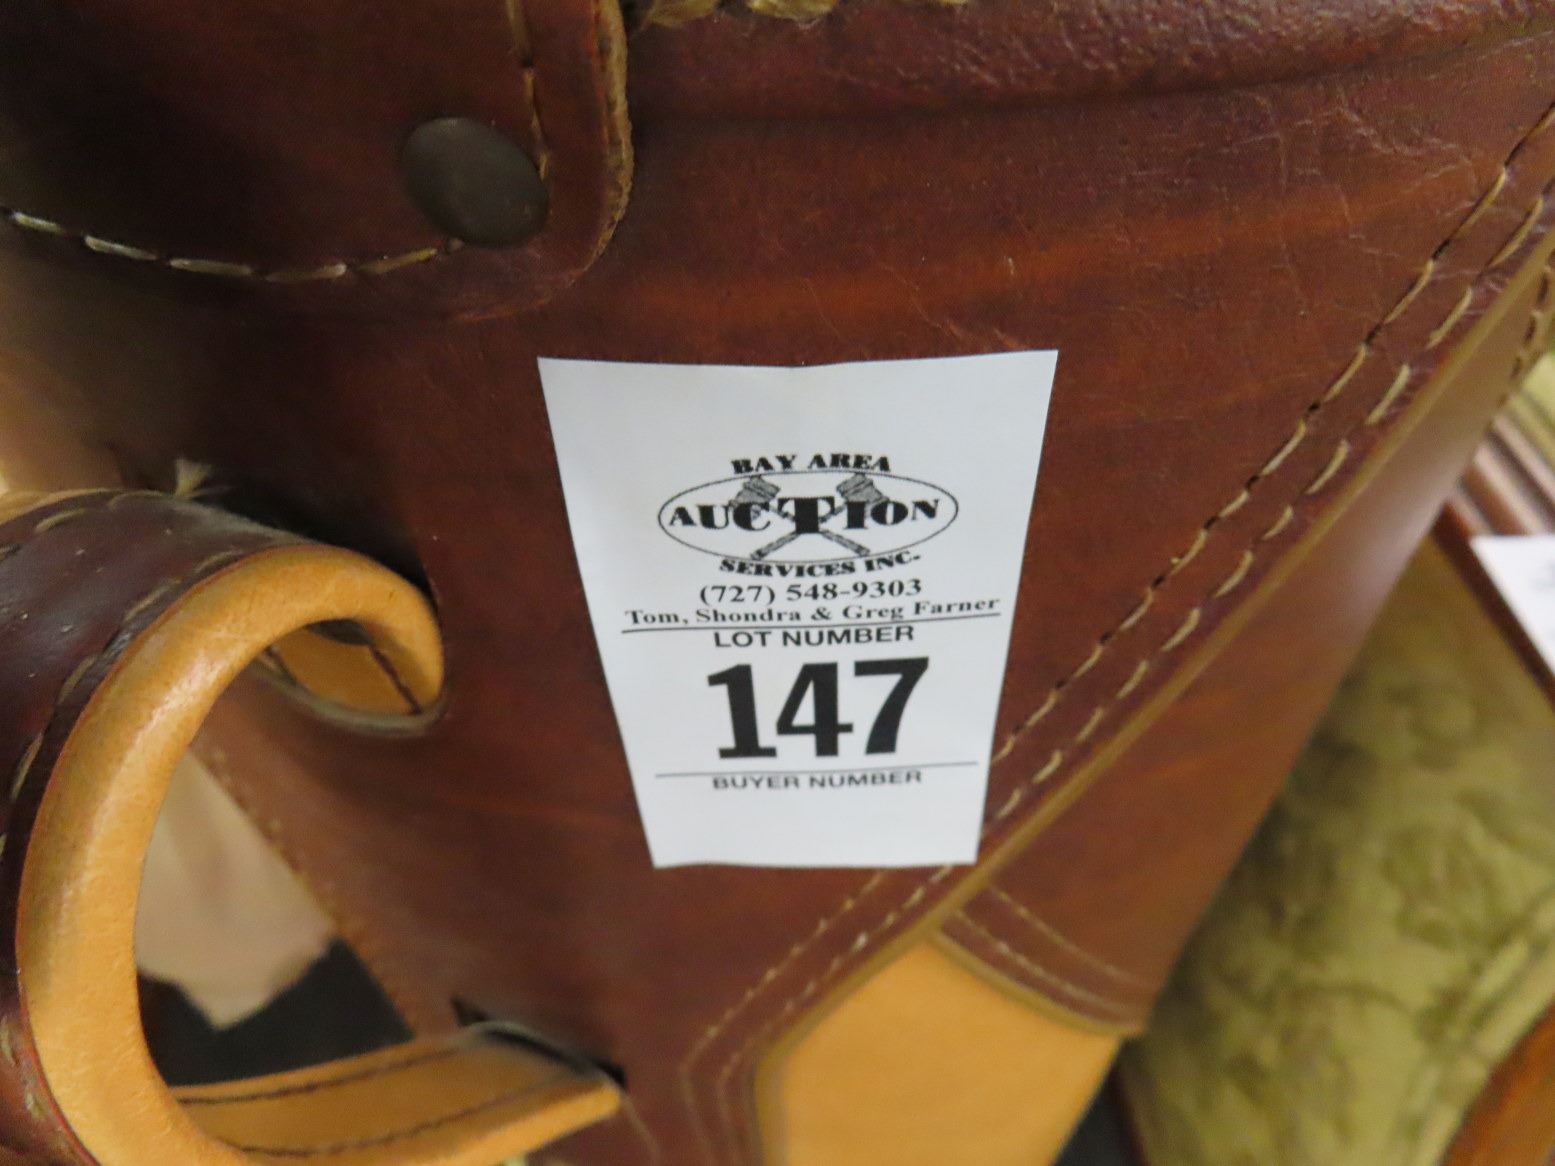 BAY AREA
AUCTION
SERVICES INC.
(727) 548-9303
Tom, Shondra & Greg Farner
LOT NUMBER
147
BUYER NUMBER